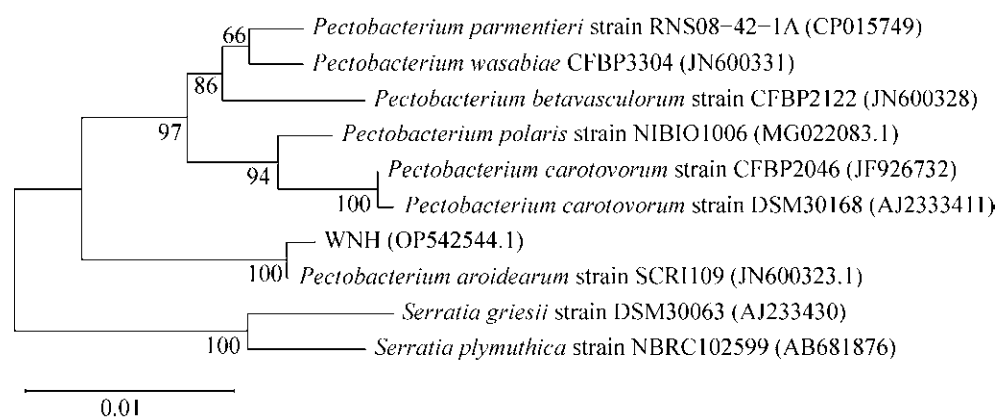 66
Pectobacterium parmentieri strain RNS08-42-1A (CP015749)
Pectobacterium wasabiae CFBP3304 (JN600331)
86
Pectobacterium betavasculorum strain CFBP2122 (JN600328)
97
Pectobacterium polaris strain NIBIO1006 (MG022083.1)
94
Pectobacterium carotovorum strain CFBP2046 (JF926732)
100
Pectobacterium carotovorum strain DSM30168 (AJ2333411)
WNH (OP542544.1)
100
Pectobacterium aroidearum strain SCRI109 (JN600323.1)
Serratia griesii strain DSM30063 (AJ233430)
100
Serratia plymuthica strain NBRC102599 (AB681876)
0.01